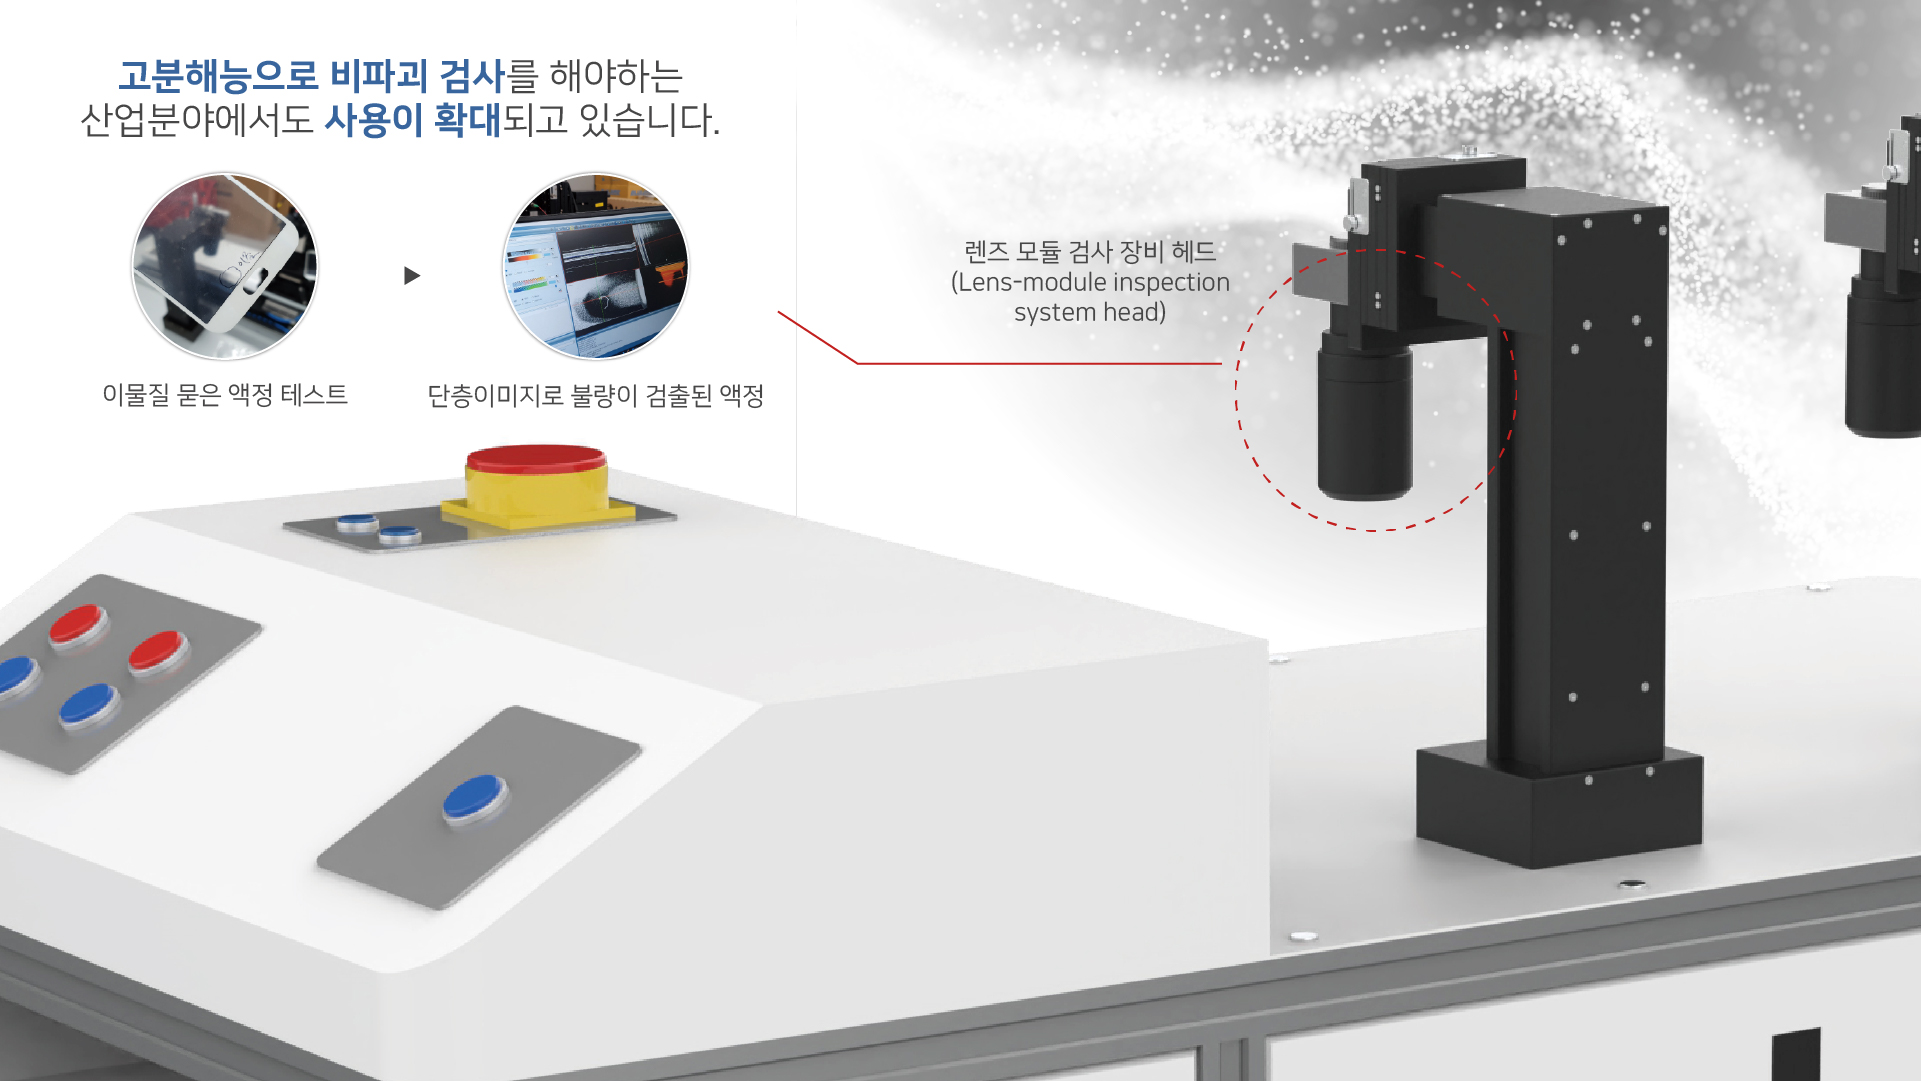 고분해능으로 비파괴 검사를 해야하는
산업분야에서도 사용이 확대되고 있습니다.
이물질 묻은 액정 테스트
▶
단층이미지로 불량이 검출된 액정
렌즈 모듈 검사 장비 헤드
(Lens-module inspection
system head)